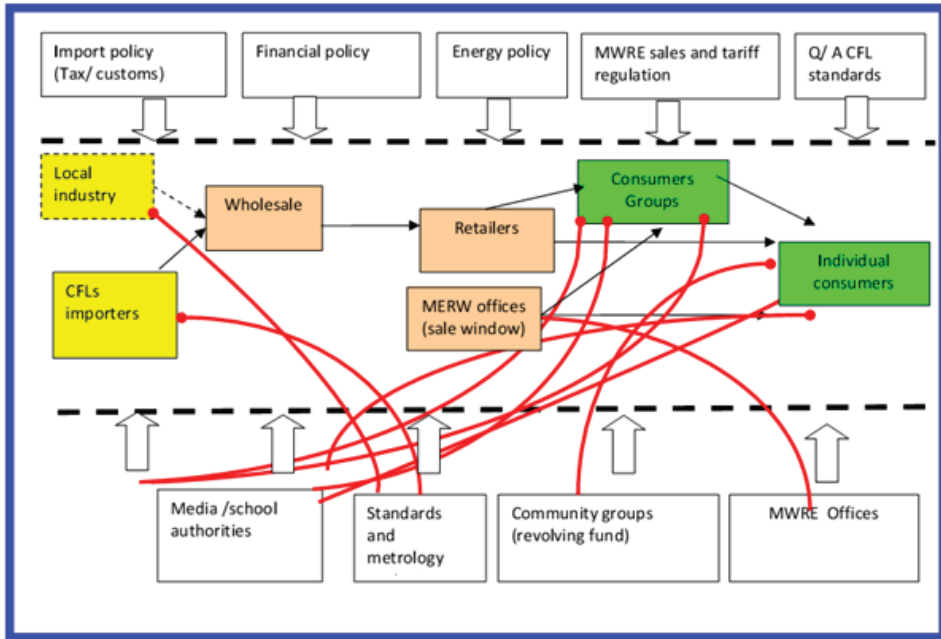 Import policy
(Tax/ customs)
Financial policy
Energy policy
MWRE sales and tariff
regulation
Q/ A CFL
standards
Local
industry
Wholesale
Consumers
Groups
Retailers
Individual
consumers
CFLs
importers
MERW offices
(sale window)
Media /school
authorities
Standards
and
metrology
Community groups
(revolving fund)
MWRE Offices